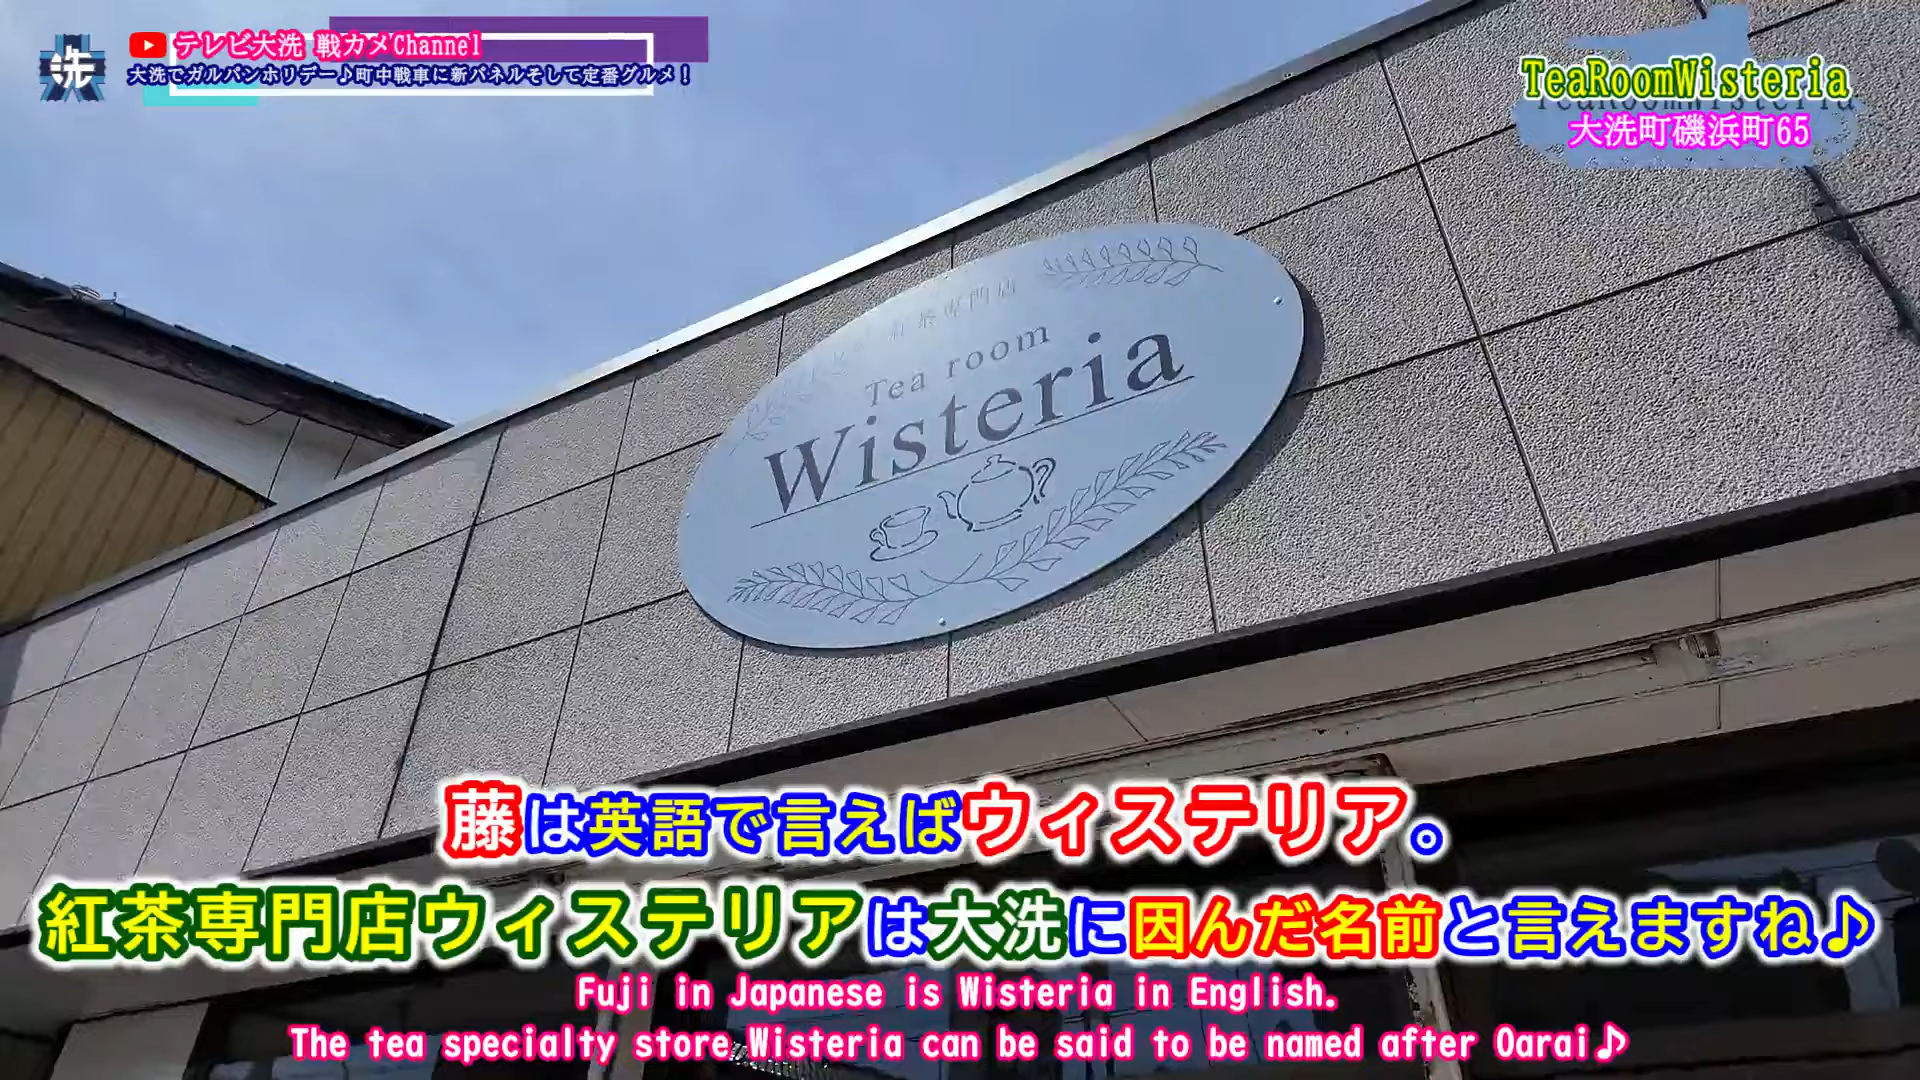 洗
テレビ大洗 戦カメChannel
大洗でガルパンホリデー♪町中戦車に新パネルそして定番グルメ!
TeaRoomWisteria
大洗町磯浜町65
紅茶専門店
Tea room
Wisteria
藤は英語で言えばウィステリア。
紅茶専門店ウィステリアは大洗に因んだ名前と言えますね♪
Fuji in Japanese is Wisteria in English.
The tea specialty store Wisteria can be said to be named after Oarai♪